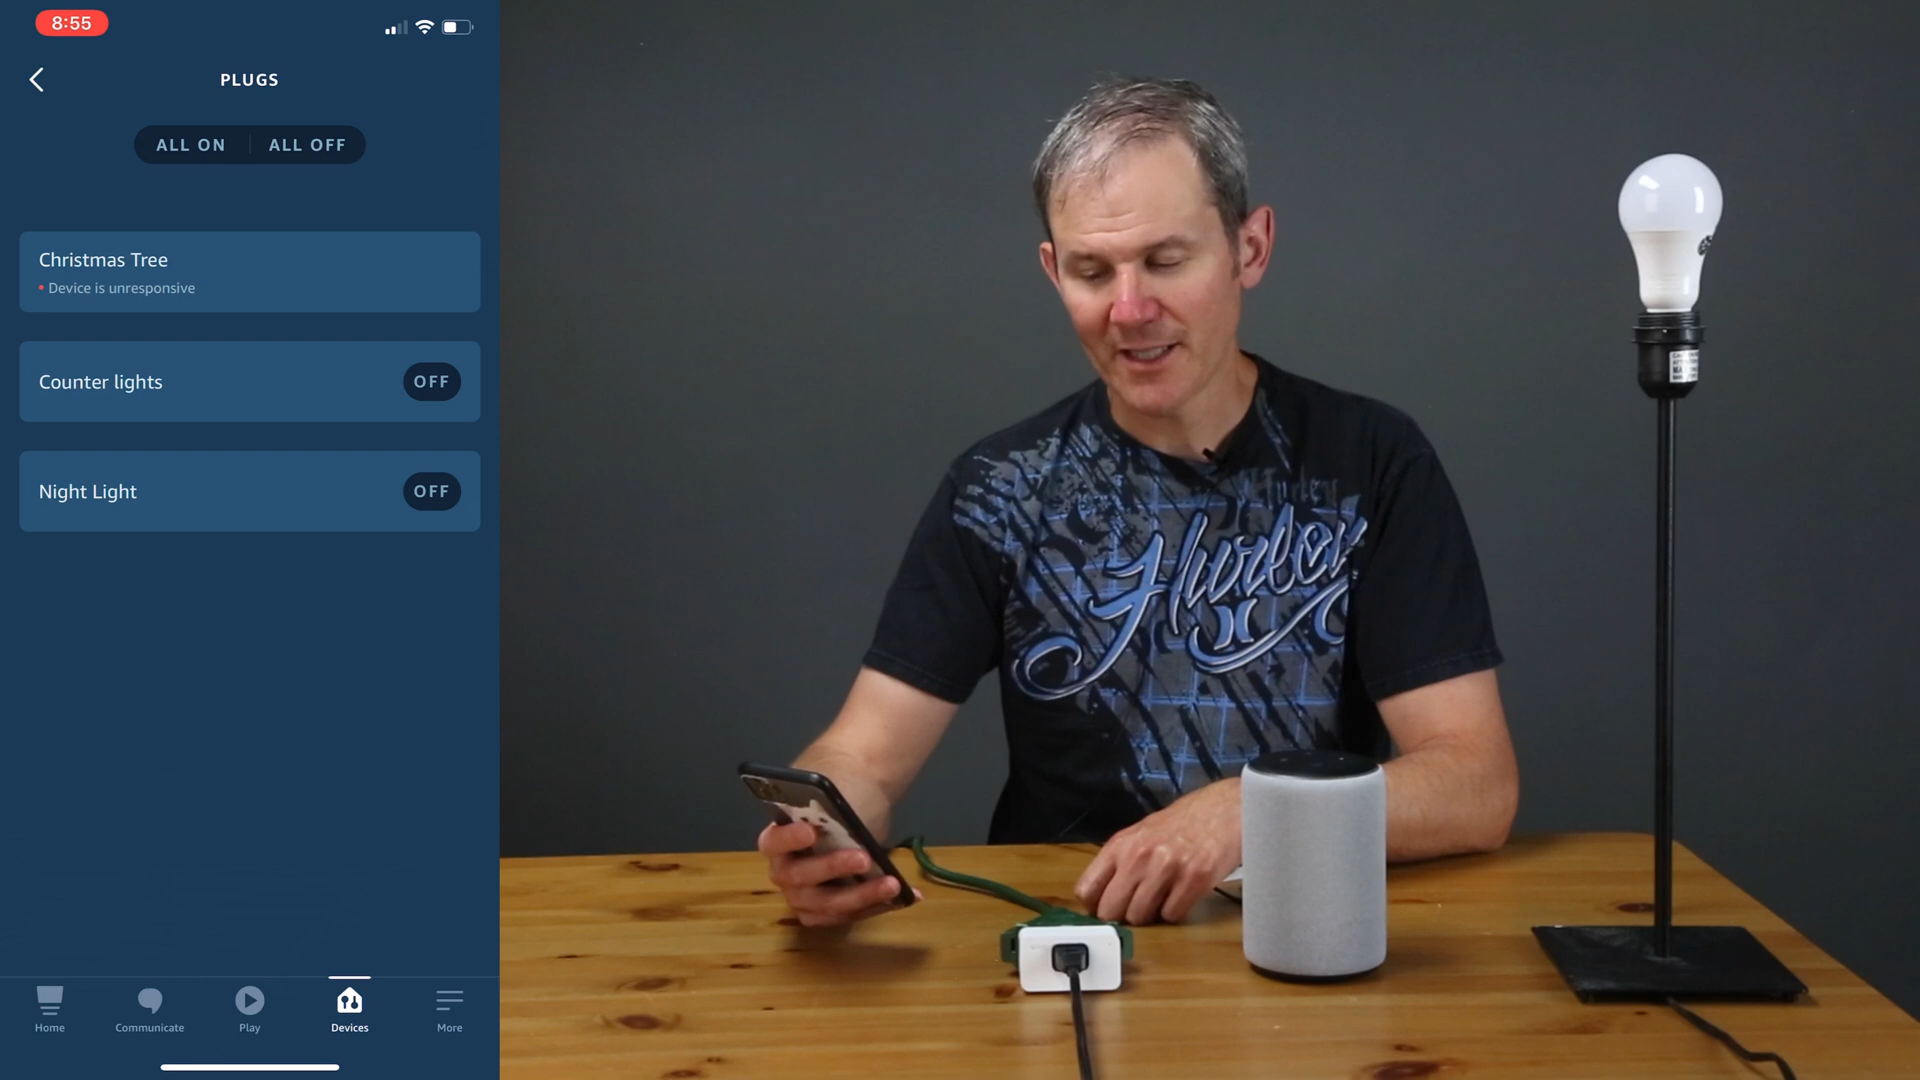 8:55
PLUGS
ALL ON
ALL OFF
Christmas Tree
Device is unresponsive
Counter lights
OFF
Night Light
OFF
Home
Communicate
Play
Devices
More
Hurley